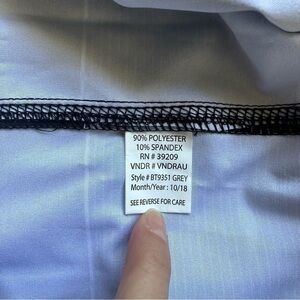 90% POLYESTER
10% SPANDEX
RN # 39209
VNDR # VNDRAU
Style # BT9351 GREY
Month/Year : 10/18
SEE REVERSE FOR CARE